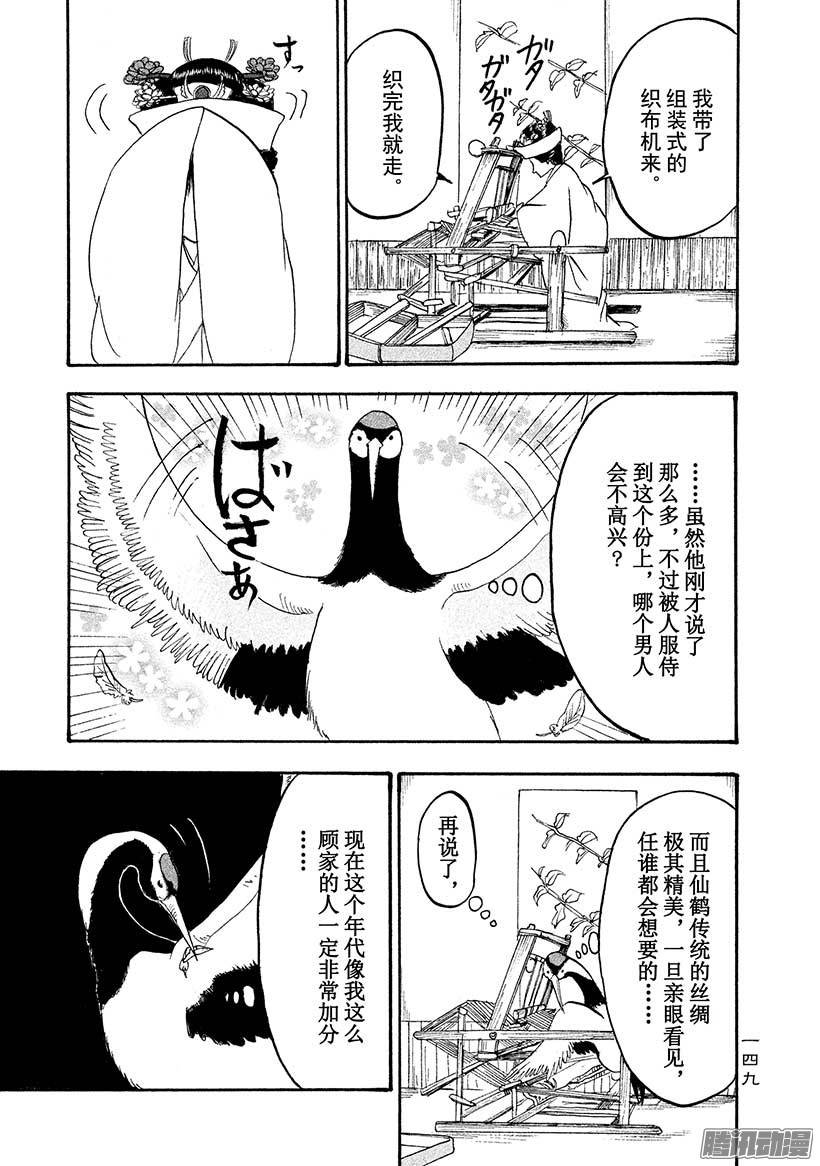 我带了
组装式的
织布机来。
ガタ
ガタガタ
织完我就走。
すっ
……虽然他刚才说了
那么多，不过被人服侍
到这个份上，哪个男人
会不高兴？
ばさぁ
而且仙鹤传统的丝绸
极其精美，一旦亲眼看见，
任谁都会想要的……
再说了，
现在这个年代像我这么
顾家的人一定非常加分
……
一四九
腾讯动漫